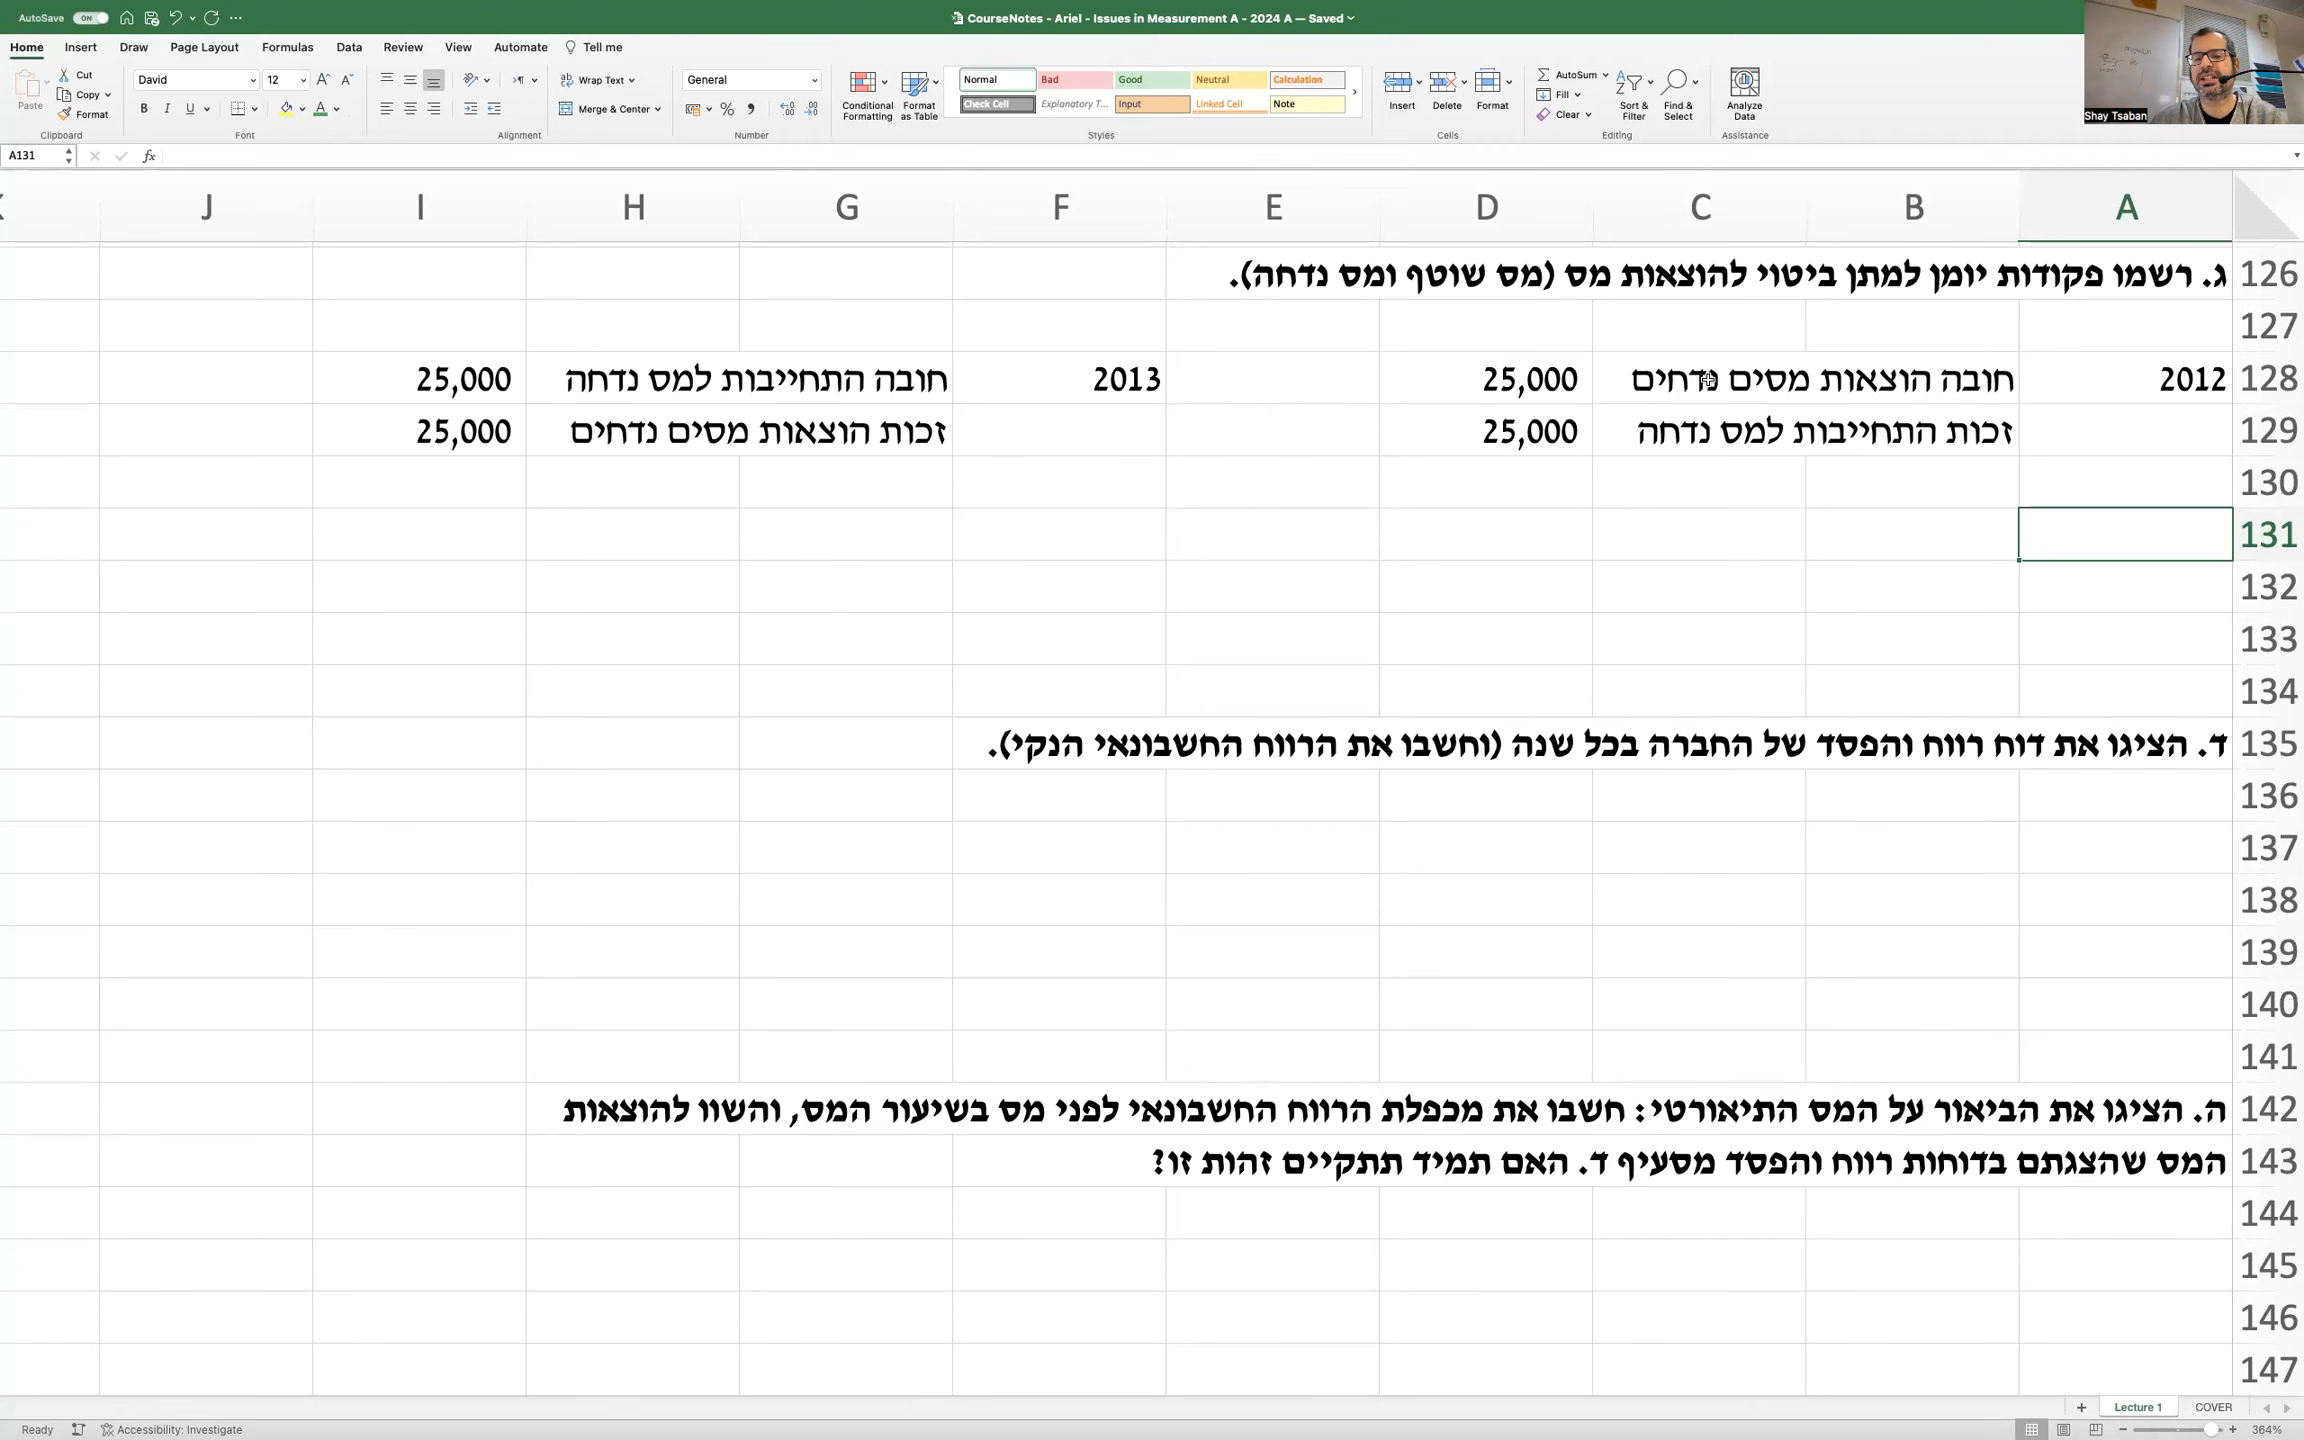 AutoSave ON
CourseNotes - Ariel - Issues in Measurement A - 2024 A — Saved
Home Insert Draw Page Layout Formulas Data Review View Automate Tell me
Paste Cut Copy Format Clipboard
David 12 B I U A Font
Wrap Text Merge & Center Alignment
General % Number
Conditional Formatting Format as Table
Normal Bad Good Neutral Calculation
Check Cell Explanatory T... Input Linked Cell Note
Styles
Insert Delete Format Cells
AutoSum Fill Clear Sort & Filter Find & Select Editing
Analyze Data Assistance
Shay Tsaban
A131 fx
A B C D E F G H I J
126 ג. רשמו פקודות יומן למתן ביטוי להוצאות מס (מס שוטף ומס נדחה).
127
128 2012 חובה הוצאות מסים נדחים 25,000 2013 חובה התחייבות למס נדחה 25,000
129 זכות התחייבות למס נדחה 25,000 זכות הוצאות מסים נדחים 25,000
130
131
132
133
134
135 ד. הציגו את דוח רווח והפסד של החברה בכל שנה (וחשבו את הרווח החשבונאי הנקי).
136
137
138
139
140
141
142 ה. הציגו את הביאור על המס התיאורטי: חשבו את מכפלת הרווח החשבונאי לפני מס בשיעור המס, והשוו להוצאות
143 המס שהצגתם בדוחות רווח והפסד מסעיף ד. האם תמיד תתקיים זהות זו?
144
145
146
147
+ Lecture 1 COVER
Ready Accessibility: Investigate 364%